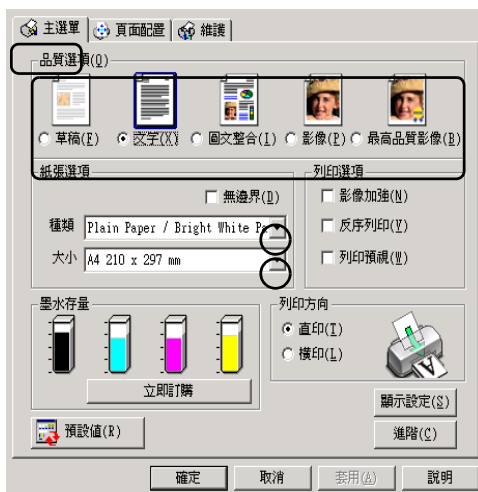 主選單 頁面配置 維護
品質選項(Q)
草稿(F) 文字(X) 圖文整合(I) 影像(P) 最高品質影像(B)
紙張選項 列印選項
無邊界(D) 影像加強(N)
種類 Plain Paper / Bright White Pa 反序列印(Y)
大小 A4 210 x 297 mm 列印預視(W)
墨水存量 列印方向
直印(T)
橫印(L)
立即訂購
顯示設定(S)
預設值(R) 進階(C)
確定 取消 套用(A) 說明